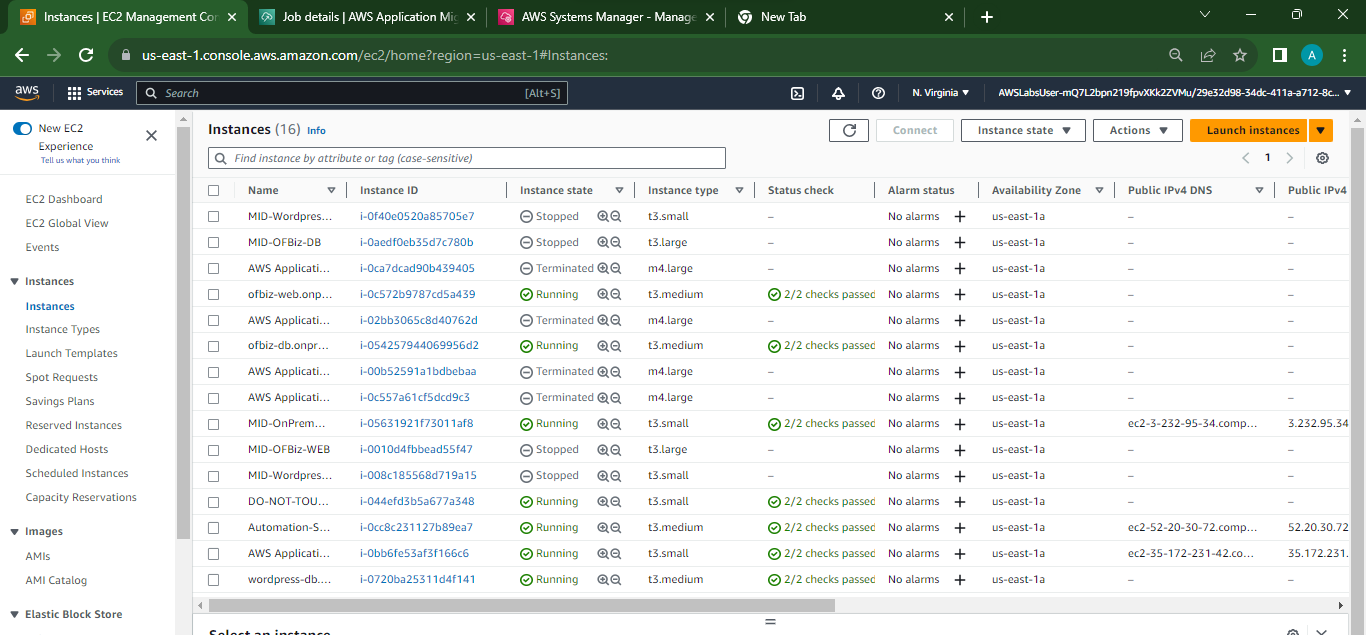 Instances | EC2 Management Con
Job details | AWS Application Mig
AWS Systems Manager - Manage
New Tab
us-east-1.console.aws.amazon.com/ec2/home?region=us-east-1#Instances:
A
aws
Services
Search
[Alt+S]
N. Virginia
AWSLabsUser-mQ7L2bpn219fpvXKk2ZVMu/29e32d98-34dc-411a-a712-8c...
New EC2
Experience
Tell us what you think
EC2 Dashboard
EC2 Global View
Events
Instances
Instances
Instance Types
Launch Templates
Spot Requests
Savings Plans
Reserved Instances
Dedicated Hosts
Scheduled Instances
Capacity Reservations
Images
AMIs
AMI Catalog
Elastic Block Store
Instances (16) Info
Connect
Instance state
Actions
Launch instances
Find instance by attribute or tag (case-sensitive)
1
Name Instance ID Instance state Instance type Status check Alarm status Availability Zone Public IPv4 DNS Public IPv4
MID-Wordpres... i-0f40e0520a85705e7 Stopped t3.small – No alarms + us-east-1a – –
MID-OFBiz-DB i-0aedf0eb35d7c780b Stopped t3.large – No alarms + us-east-1a – –
AWS Applicati... i-0ca7dcad90b439405 Terminated m4.large – No alarms + us-east-1a – –
ofbiz-web.onp... i-0c572b9787cd5a439 Running t3.medium 2/2 checks passed No alarms + us-east-1a – –
AWS Applicati... i-02bb3065c8d40762d Terminated m4.large – No alarms + us-east-1a – –
ofbiz-db.onpr... i-054257944069956d2 Running t3.medium 2/2 checks passed No alarms + us-east-1a – –
AWS Applicati... i-00b52591a1bdbebaa Terminated m4.large – No alarms + us-east-1a – –
AWS Applicati... i-0c557a61cf5dcd9c3 Terminated m4.large – No alarms + us-east-1a – –
MID-OnPrem... i-05631921f73011af8 Running t3.small 2/2 checks passed No alarms + us-east-1a ec2-3-232-95-34.comp... 3.232.95.34
MID-OFBiz-WEB i-0010d4fbbead55f47 Stopped t3.large – No alarms + us-east-1a – –
MID-Wordpres... i-008c185568d719a15 Stopped t3.small – No alarms + us-east-1a – –
DO-NOT-TOU... i-044efd3b5a677a348 Running t3.small 2/2 checks passed No alarms + us-east-1a – –
Automation-S... i-0cc8c231127b89ea7 Running t3.medium 2/2 checks passed No alarms + us-east-1a ec2-52-20-30-72.comp... 52.20.30.72
AWS Applicati... i-0bb6fe53af3f166c6 Running t3.small 2/2 checks passed No alarms + us-east-1a ec2-35-172-231-42.co... 35.172.231.
wordpress-db.... i-0720ba25311d4f141 Running t3.medium 2/2 checks passed No alarms + us-east-1a – –
Select an instance